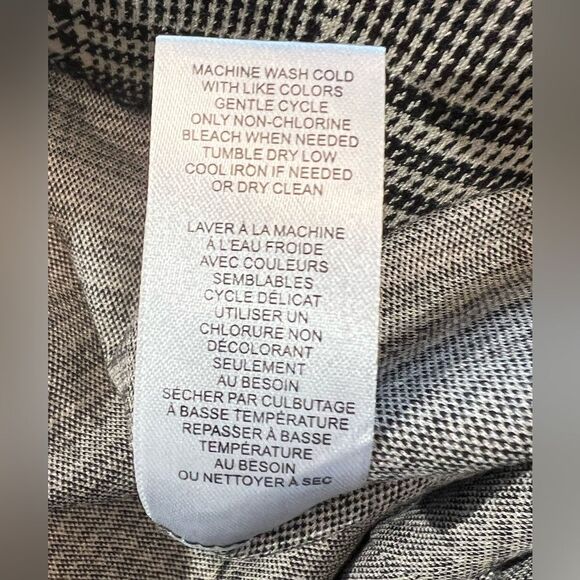 MACHINE WASH COLD
WITH LIKE COLORS
GENTLE CYCLE
ONLY NON-CHLORINE
BLEACH WHEN NEEDED
TUMBLE DRY LOW
COOL IRON IF NEEDED
OR DRY CLEAN
LAVER À LA MACHINE
À L'EAU FROIDE
AVEC COULEURS
SEMBLABLES
CYCLE DÉLICAT
UTILISER UN
CHLORURE NON
DÉCOLORANT
SEULEMENT
AU BESOIN
SÉCHER PAR CULBUTAGE
À BASSE TEMPÉRATURE
REPASSER À BASSE
TEMPÉRATURE
AU BESOIN
OU NETTOYER À SEC